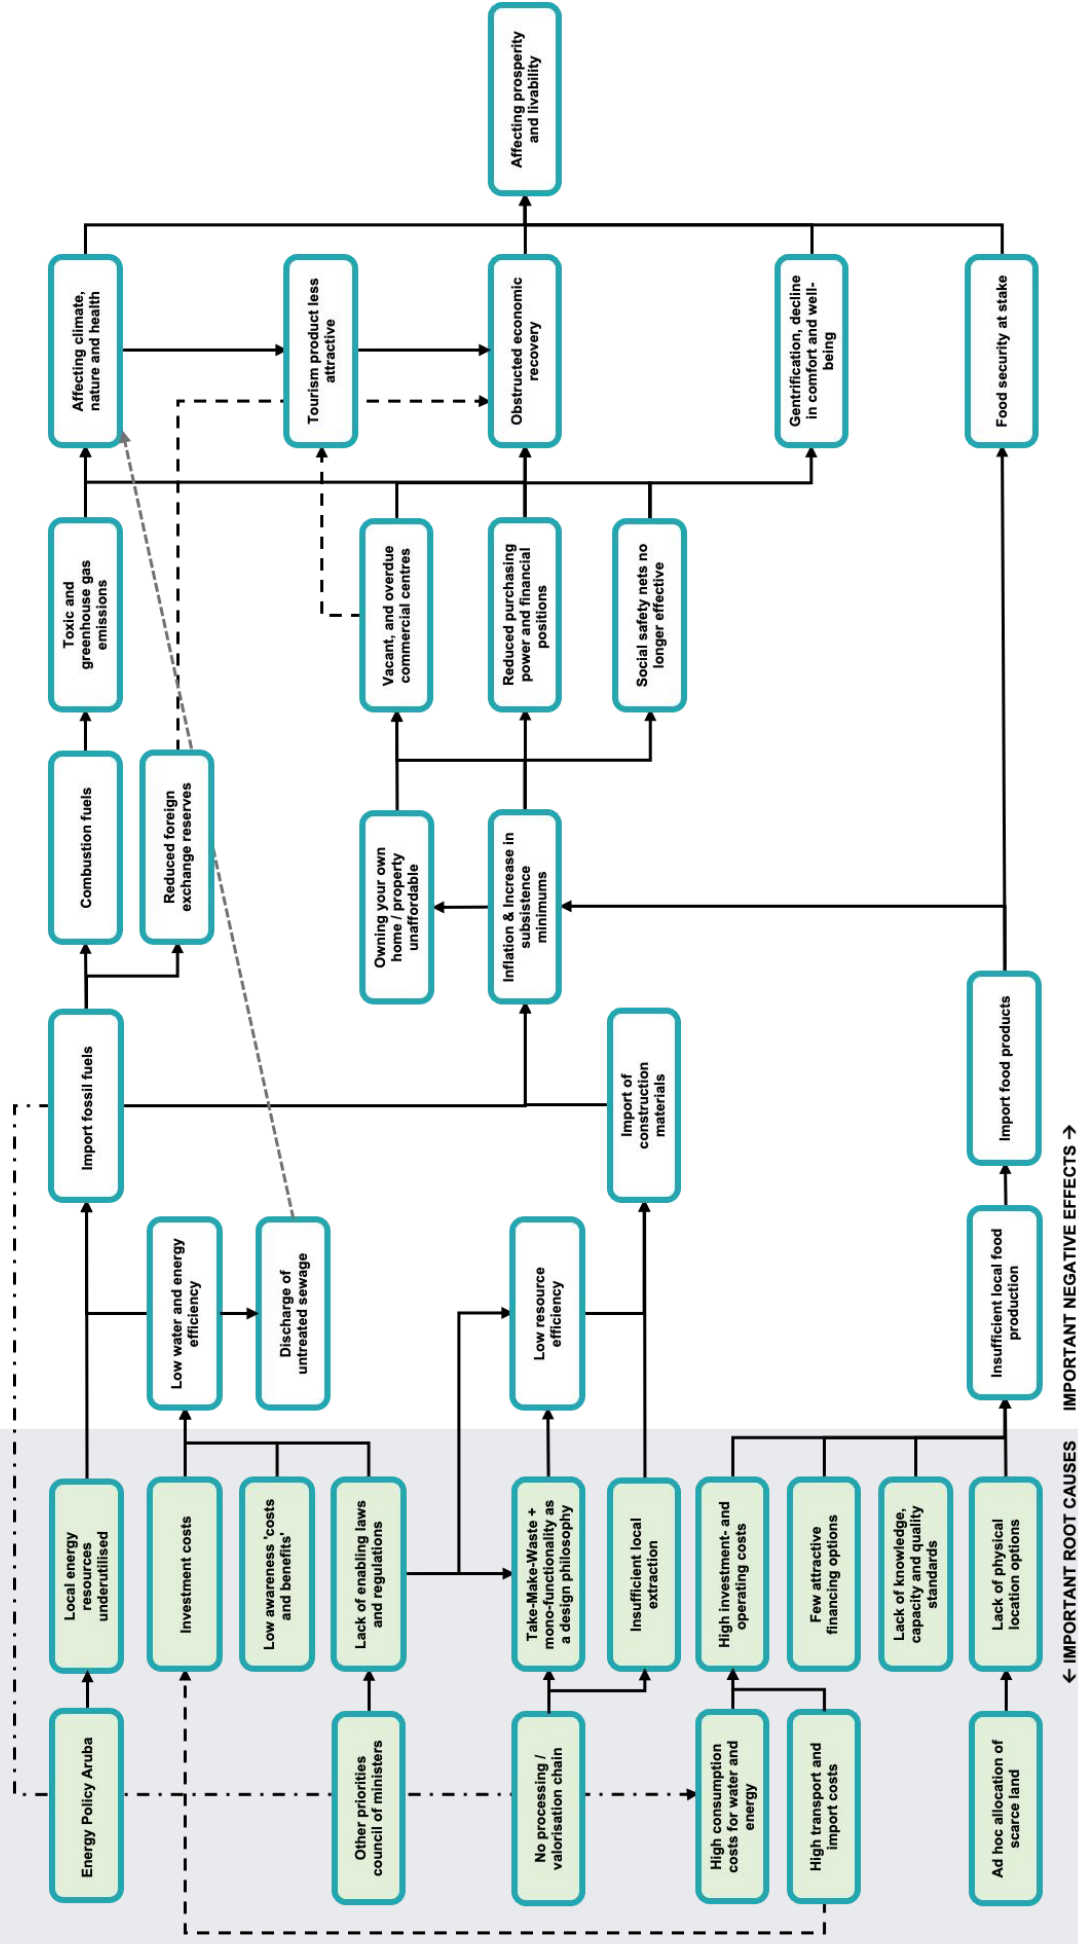 Energy Policy Aruba
Other priorities
council of ministers
No processing /
valorisation chain
High consumption
costs for water and
energy
High transport and
import costs
Ad hoc allocation of
scarce land
Local energy
resources
underutilised
Investment costs
Low awareness 'costs
and benefits'
Lack of enabling laws
and regulations
Take-Make-Waste +
mono-functionality as
a design philosophy
Insufficient local
extraction
High investment- and
operating costs
Few attractive
financing options
Lack of knowledge,
capacity and quality
standards
Lack of physical
location options
Low water and energy
efficiency
Discharge of
untreated sewage
Low resource
efficiency
Insufficient local food
production
Import fossil fuels
Import of
construction
materials
Import food products
Combustion fuels
Reduced foreign
exchange reserves
Owning your own
home / property
unaffordable
Inflation & Increase in
subsistence
minimums
Toxic and
greenhouse gas
emissions
Vacant, and overdue
commercial centres
Reduced purchasing
power and financial
positions
Social safety nets no
longer effective
Affecting climate,
nature and health
Tourism product less
attractive
Obstructed economic
recovery
Gentrification, decline
in comfort and well-
being
Food security at stake
Affecting prosperity
and livability
← IMPORTANT ROOT CAUSES
IMPORTANT NEGATIVE EFFECTS →